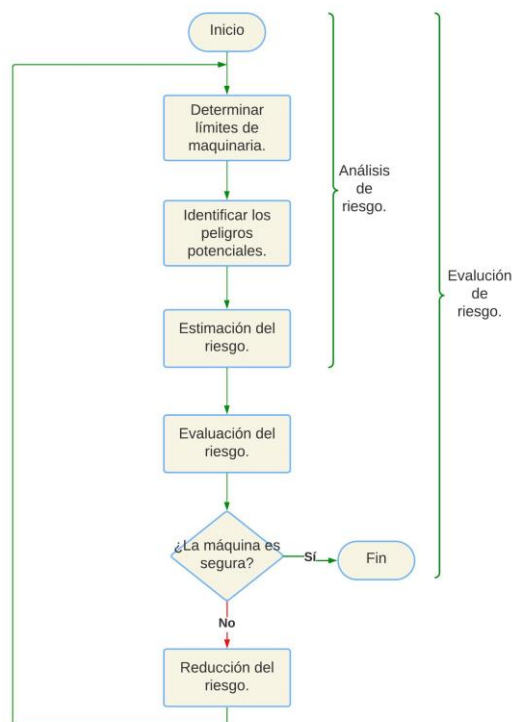 Inicio
Determinar
límites de
maquinaria.
Análisis
de
riesgo.
Identificar los
peligros
potenciales.
Evalución
de
riesgo.
Estimación del
riesgo.
Evaluación del
riesgo.
¿La máquina es
segura?
Sí
Fin
No
Reducción del
riesgo.